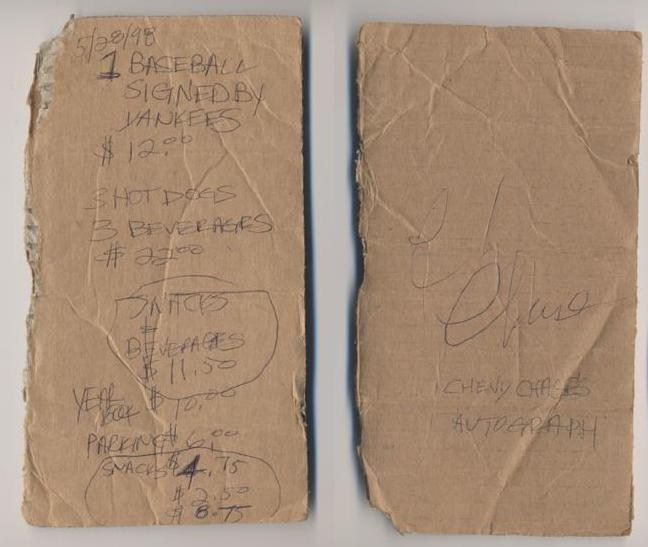 5/28/98
1 BASEBALL
SIGNED BY
YANKEES
$12.00
3 HOT DOGS
3 BEVERAGES
$22.00
SNACKS
&
BEVERAGES
$11.50
YEAR
BOOK $10.00
PARKING $6.00
SNACKS $4.75
$2.50
$8.75
Chase
CHEVY CHASE'S
AUTOGRAPH